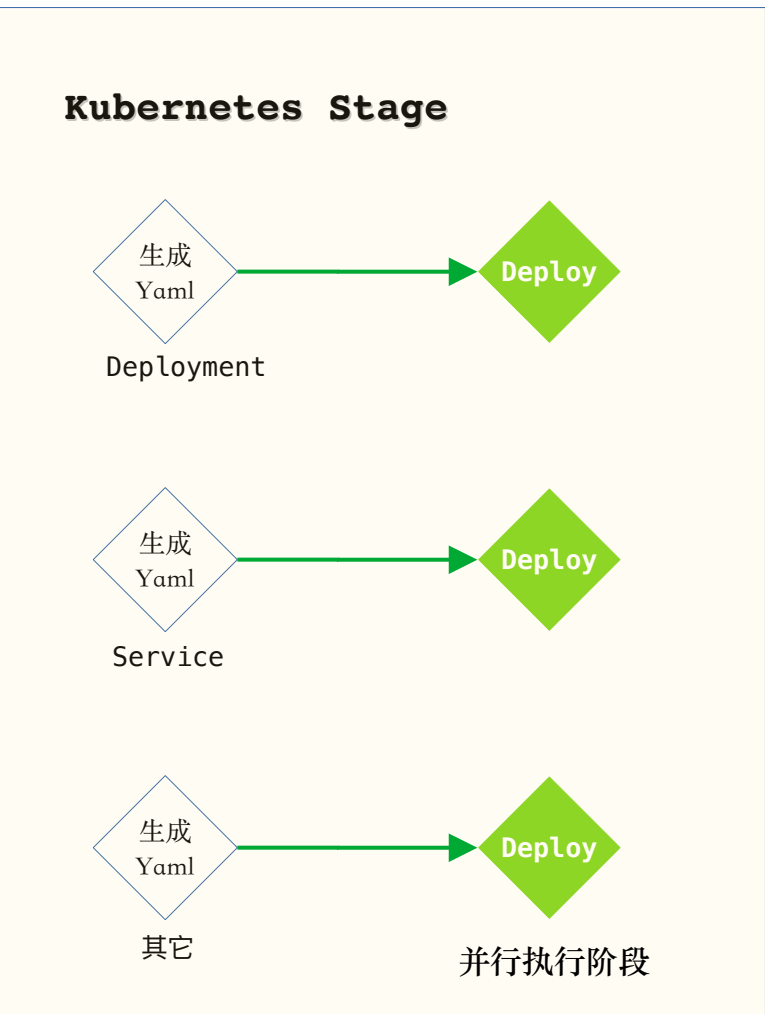 Kubernetes Stage
生成
Yaml
Deploy
Deployment
生成
Yaml
Deploy
Service
生成
Yaml
Deploy
其它
并行执行阶段